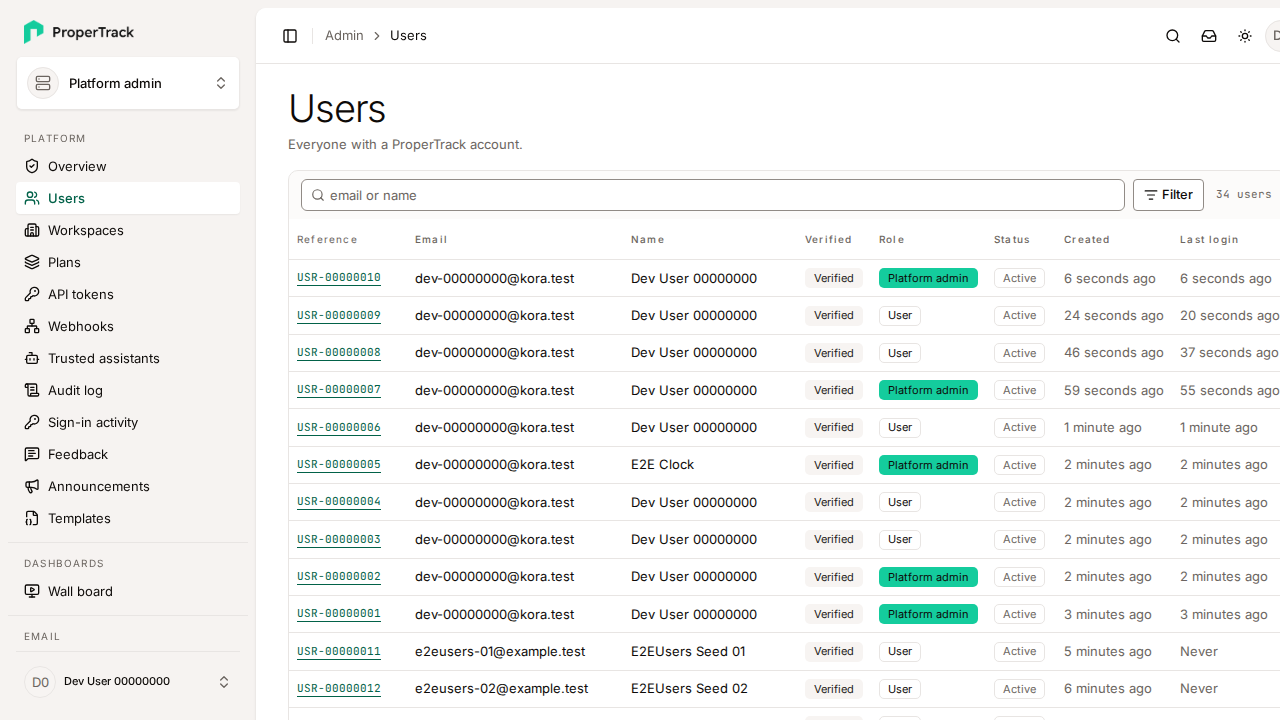 ProperTrack
Platform admin
PLATFORM
Overview
Users
Workspaces
Plans
API tokens
Webhooks
Trusted assistants
Audit log
Sign-in activity
Feedback
Announcements
Templates
DASHBOARDS
Wall board
EMAIL
D0 Dev User 00000000
Admin > Users
Users
Everyone with a ProperTrack account.
email or name
Filter
34 users
Reference Email Name Verified Role Status Created Last login
USR-00000010 dev-00000000@kora.test Dev User 00000000 Verified Platform admin Active 6 seconds ago 6 seconds ago
USR-00000009 dev-00000000@kora.test Dev User 00000000 Verified User Active 24 seconds ago 20 seconds ago
USR-00000008 dev-00000000@kora.test Dev User 00000000 Verified User Active 46 seconds ago 37 seconds ago
USR-00000007 dev-00000000@kora.test Dev User 00000000 Verified Platform admin Active 59 seconds ago 55 seconds ago
USR-00000006 dev-00000000@kora.test Dev User 00000000 Verified User Active 1 minute ago 1 minute ago
USR-00000005 dev-00000000@kora.test E2E Clock Verified Platform admin Active 2 minutes ago 2 minutes ago
USR-00000004 dev-00000000@kora.test Dev User 00000000 Verified User Active 2 minutes ago 2 minutes ago
USR-00000003 dev-00000000@kora.test Dev User 00000000 Verified User Active 2 minutes ago 2 minutes ago
USR-00000002 dev-00000000@kora.test Dev User 00000000 Verified Platform admin Active 2 minutes ago 2 minutes ago
USR-00000001 dev-00000000@kora.test Dev User 00000000 Verified Platform admin Active 3 minutes ago 3 minutes ago
USR-00000011 e2eusers-01@example.test E2EUsers Seed 01 Verified User Active 5 minutes ago Never
USR-00000012 e2eusers-02@example.test E2EUsers Seed 02 Verified User Active 6 minutes ago Never